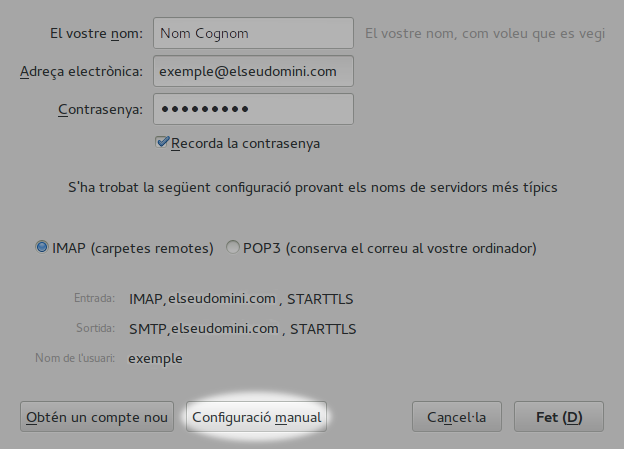 El vostre nom: Nom Cognom El vostre nom, com voleu que es vegi
Adreça electrònica: exemple@elseudomini.com
Contrasenya: ●●●●●●●●●
Recorda la contrasenya
S'ha trobat la següent configuració provant els noms de servidors més típics
IMAP (carpetes remotes) POP3 (conserva el correu al vostre ordinador)
Entrada: IMAP,elseudomini.com , STARTTLS
Sortida: SMTP,elseudomini.com , STARTTLS
Nom de l'usuari: exemple
Obtén un compte nou Configuració manual Cancel·la Fet (D)